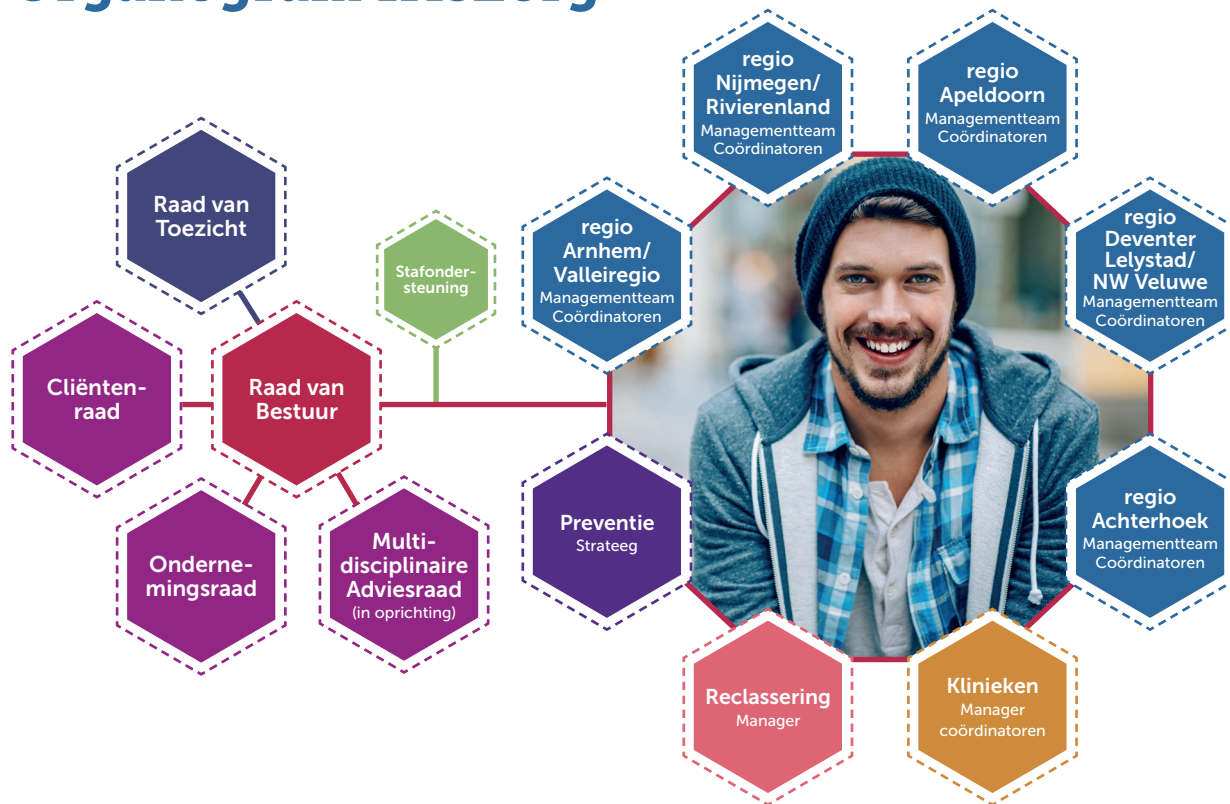 regio
Nijmegen/
Rivierenland
Managementteam
Coördinatoren
regio
Apeldoorn
Managementteam
Coördinatoren
Raad van
Toezicht
Stafonder-
steuning
regio
Arnhem/
Valleiregio
Managementteam
Coördinatoren
regio
Deventer
Lelystad/
NW Veluwe
Managementteam
Coördinatoren
Cliënten-
raad
Raad van
Bestuur
Onderne-
mingsraad
Multi-
disciplinaire
Adviesraad
(in oprichting)
Preventie
Strateeg
regio
Achterhoek
Managementteam
Coördinatoren
Reclassering
Manager
Klinieken
Manager
coördinatoren